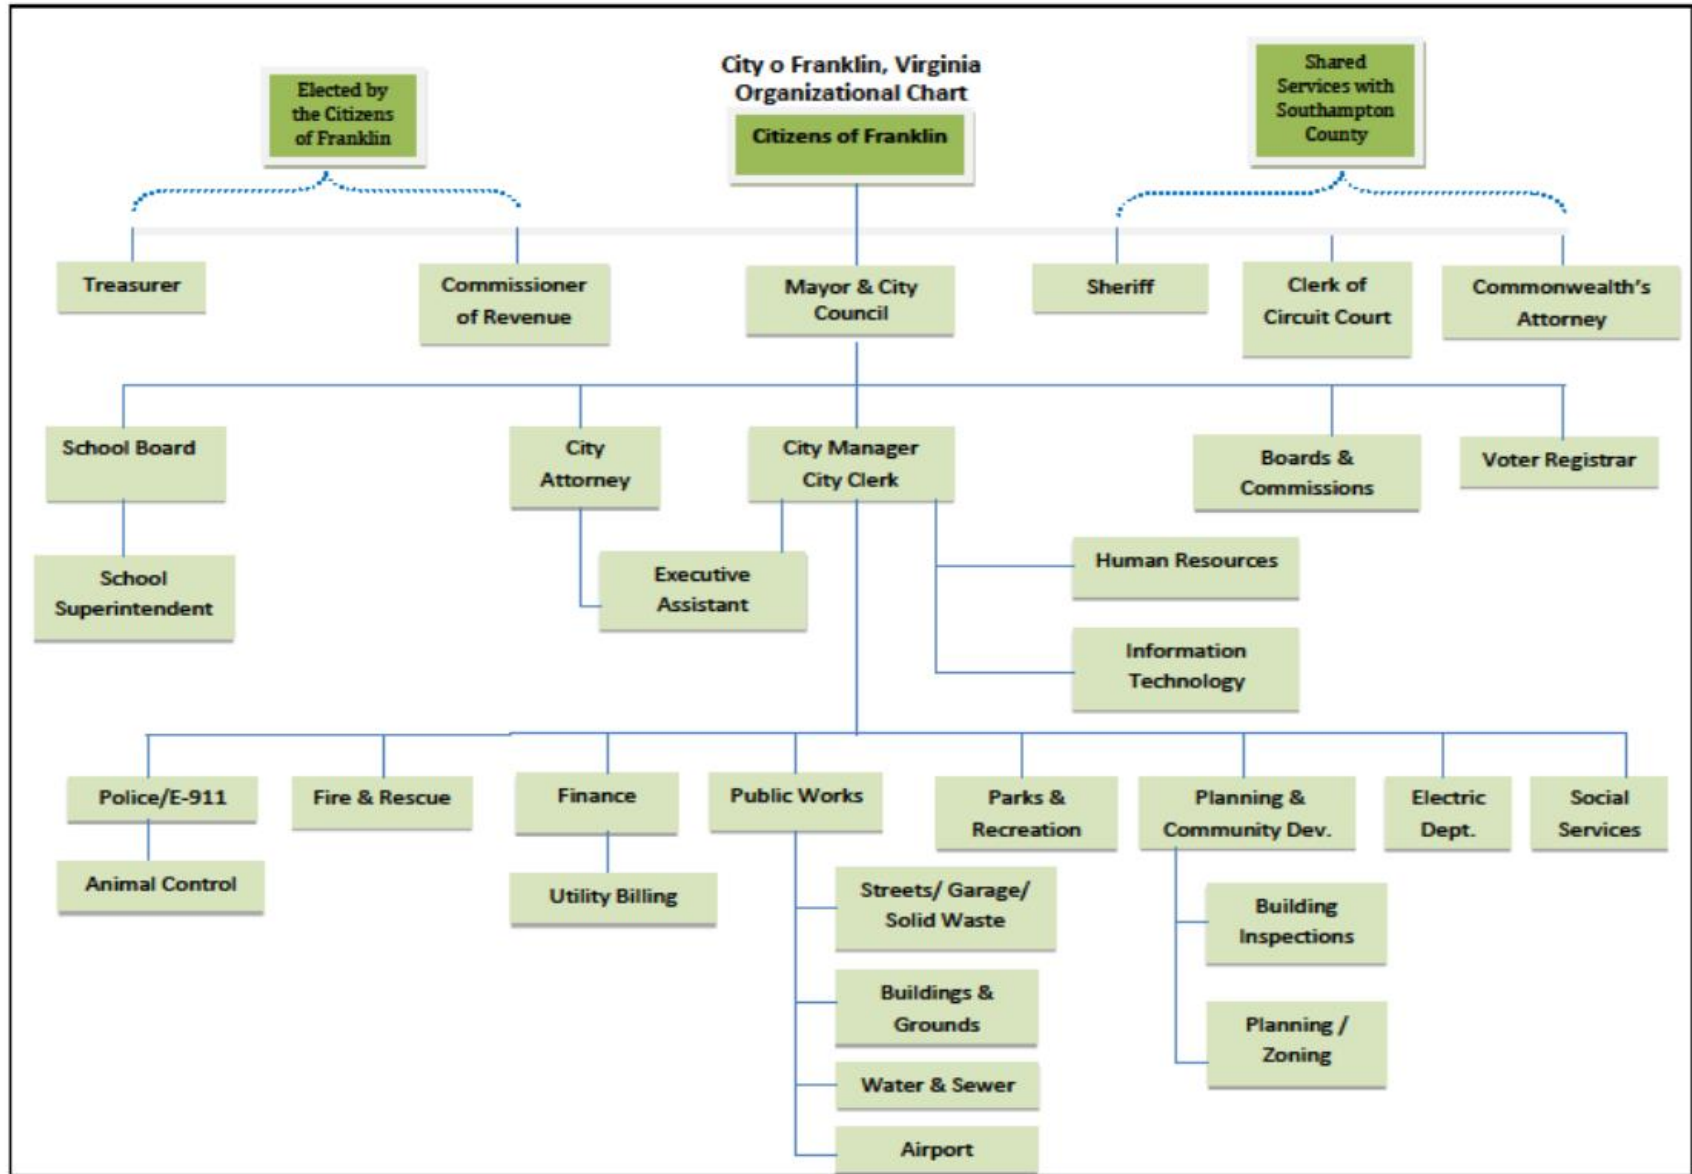 City o Franklin, Virginia
Organizational Chart
Elected by
the Citizens
of Franklin
Citizens of Franklin
Shared
Services with
Southampton
County
Treasurer
Commissioner
of Revenue
Mayor & City
Council
Sheriff
Clerk of
Circuit Court
Commonwealth's
Attorney
School Board
City
Attorney
City Manager
City Clerk
Boards &
Commissions
Voter Registrar
School
Superintendent
Executive
Assistant
Human Resources
Information
Technology
Police/E-911
Fire & Rescue
Finance
Public Works
Parks &
Recreation
Planning &
Community Dev.
Electric
Dept.
Social
Services
Animal Control
Utility Billing
Streets/ Garage/
Solid Waste
Buildings &
Grounds
Water & Sewer
Airport
Building
Inspections
Planning /
Zoning